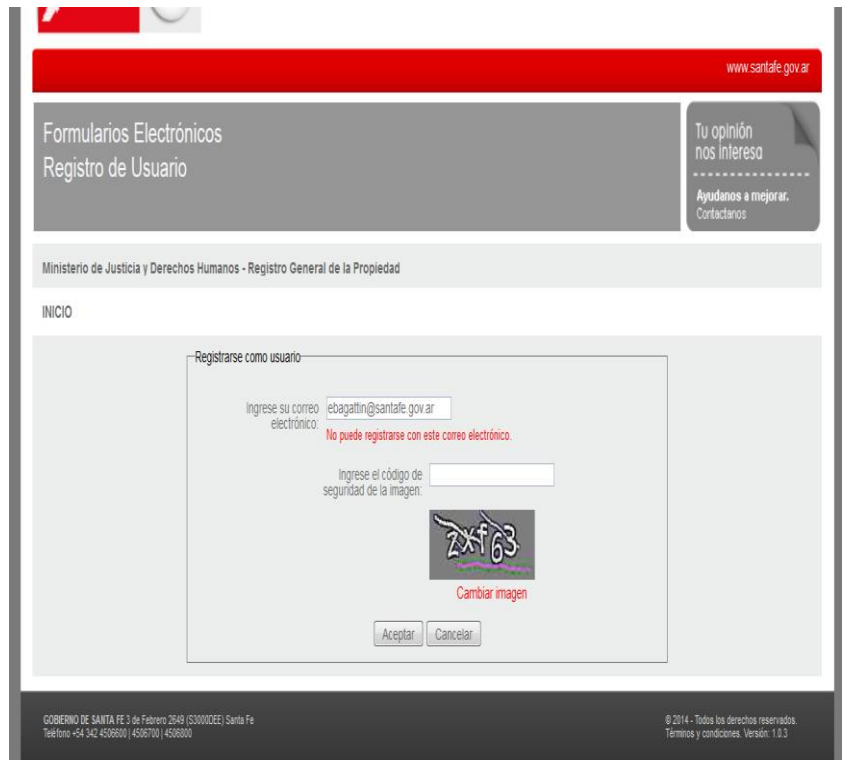 www.santafe.gov.ar
Formularios Electrónicos
Registro de Usuario
Tu opinión
nos interesa
Ayudanos a mejorar.
Contactanos
Ministerio de Justicia y Derechos Humanos - Registro General de la Propiedad
INICIO
Registrarse como usuario
Ingrese su correo
electrónico:
ebagattin@santafe.gov.ar
No puede registrarse con este correo electrónico.
Ingrese el código de
seguridad de la imagen:
Cambiar imagen
Aceptar Cancelar
GOBIERNO DE SANTA FE 3 de Febrero 2649 (S3000DEE) Santa Fe
Teléfono +54 342 4506600 | 4506700 | 4506800
© 2014 - Todos los derechos reservados.
Términos y condiciones. Versión: 1.0.3